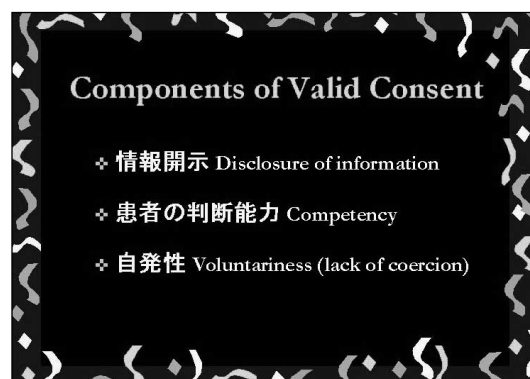 Components of Valid Consent
情報開示 Disclosure of information
患者の判断能力 Competency
自発性 Voluntariness (lack of coercion)